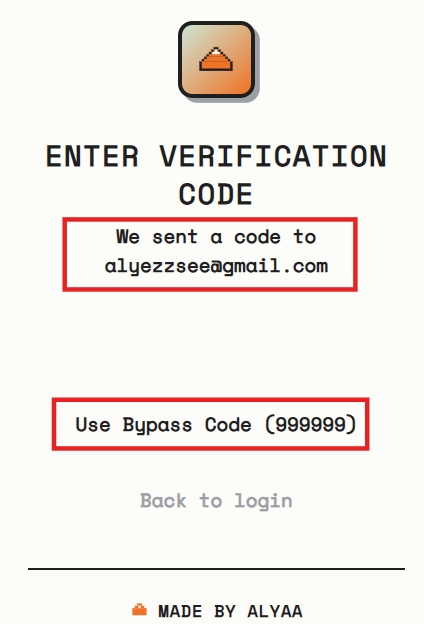 ENTER VERIFICATION
CODE
We sent a code to
alyezzsee@gmail.com
Use Bypass Code (999999)
Back to login
MADE BY ALYAA